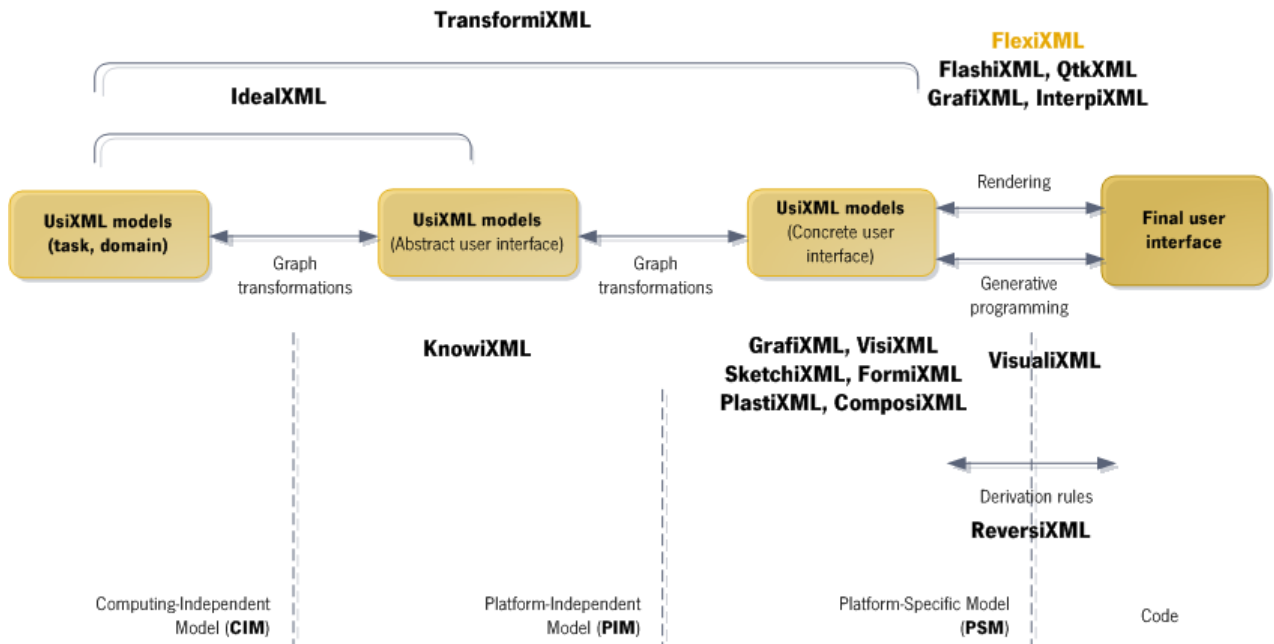 TransformiXML
FlexiXML
FlashiXML, QtkXML
GrafiXML, InterpiXML
IdealXML
UsiXML models
(task, domain)
Graph
transformations
UsiXML models
(Abstract user interface)
Graph
transformations
UsiXML models
(Concrete user
interface)
Rendering
Generative
programming
Final user
interface
KnowiXML
GrafiXML, VisiXML
SketchiXML, FormiXML
PlastiXML, ComposiXML
VisualiXML
Derivation rules
ReversiXML
Computing-Independent
Model (CIM)
Platform-Independent
Model (PIM)
Platform-Specific Model
(PSM)
Code